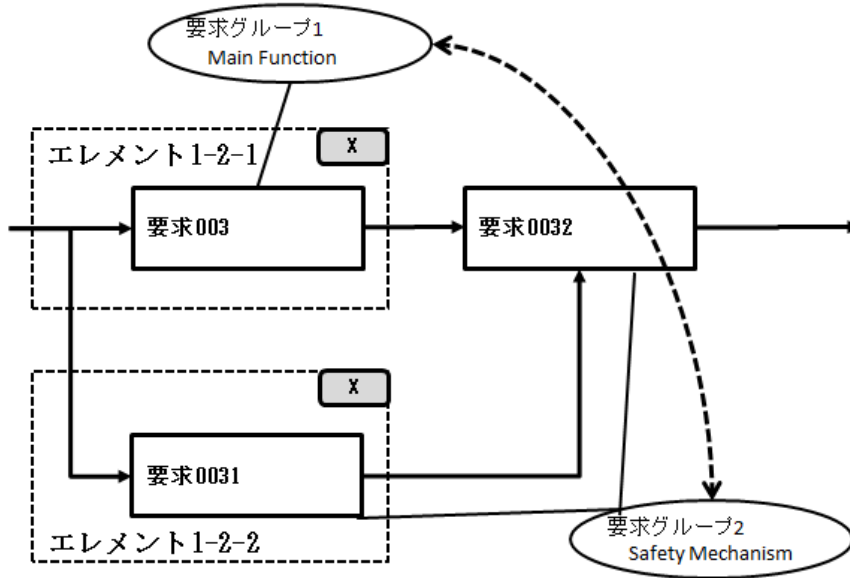 要求グループ1
Main Function
エレメント1-2-1
X
要求003
要求0032
X
要求0031
エレメント1-2-2
要求グループ2
Safety Mechanism